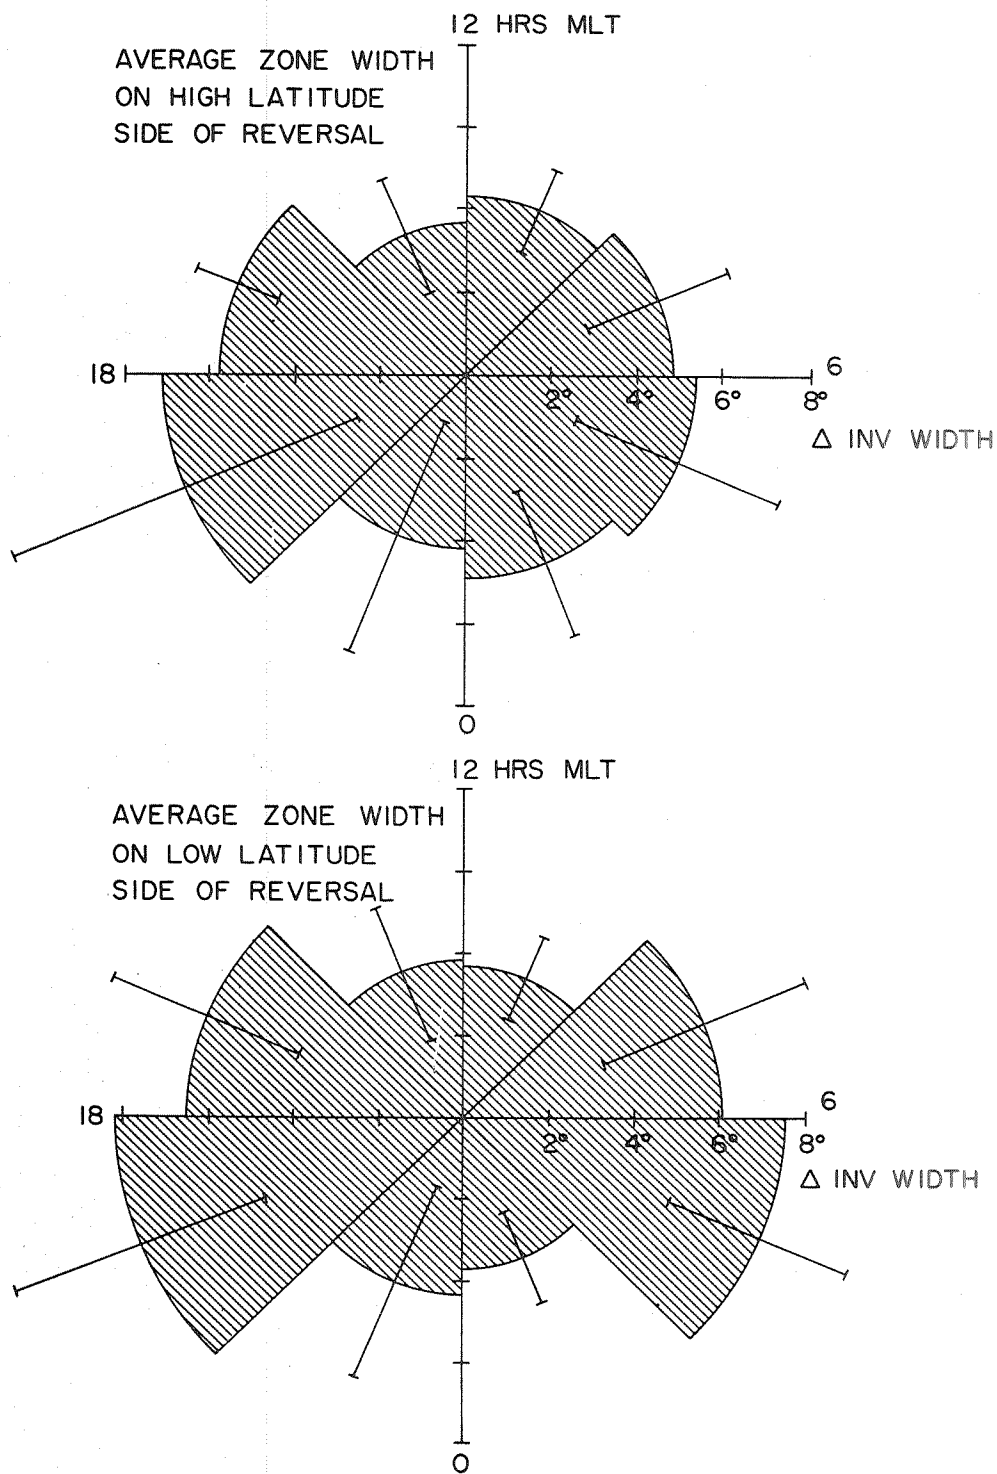 12 HRS MLT
AVERAGE ZONE WIDTH
ON HIGH LATITUDE
SIDE OF REVERSAL
18
6
2° 4° 6° 8°
Δ INV WIDTH
0
12 HRS MLT
AVERAGE ZONE WIDTH
ON LOW LATITUDE
SIDE OF REVERSAL
18
6
2° 4° 6° 8°
Δ INV WIDTH
0